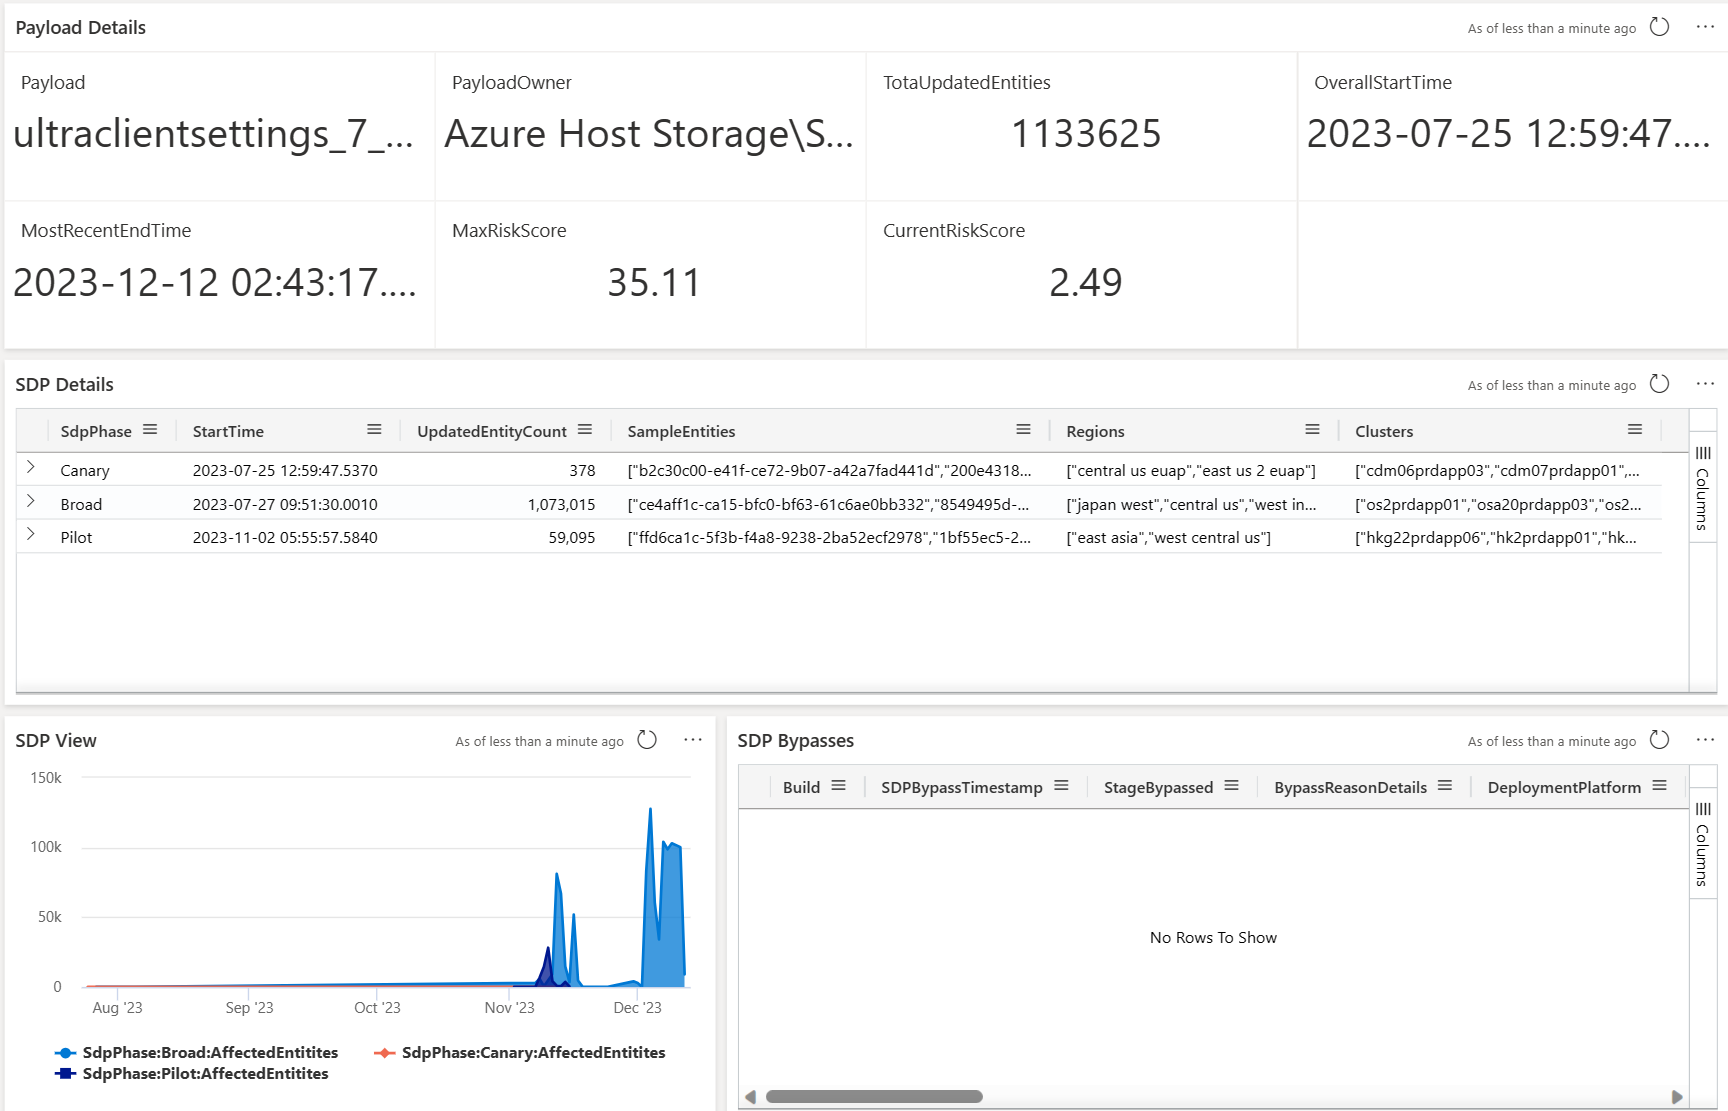 Payload Details
As of less than a minute ago
Payload
PayloadOwner
TotaUpdatedEntities
OverallStartTime
ultraclientsettings_7_...
Azure Host Storage\S...
1133625
2023-07-25 12:59:47....
MostRecentEndTime
MaxRiskScore
CurrentRiskScore
2023-12-12 02:43:17....
35.11
2.49
SDP Details
As of less than a minute ago
SdpPhase StartTime UpdatedEntityCount SampleEntities Regions Clusters
Canary 2023-07-25 12:59:47.5370 378 ["b2c30c00-e41f-ce72-9b07-a42a7fad441d","200e4318... ["central us euap","east us 2 euap"] ["cdm06prdapp03","cdm07prdapp01",...
Broad 2023-07-27 09:51:30.0010 1,073,015 ["ce4aff1c-ca15-bfc0-bf63-61c6ae0bb332","8549495d-... ["japan west","central us","west in... ["os2prdapp01","osa20prdapp03","os2...
Pilot 2023-11-02 05:55:57.5840 59,095 ["ffd6ca1c-5f3b-f4a8-9238-2ba52ecf2978","1bf55ec5-2... ["east asia","west central us"] ["hkg22prdapp06","hk2prdapp01","hk...
Columns
SDP View
As of less than a minute ago
150k
100k
50k
0
Aug '23 Sep '23 Oct '23 Nov '23 Dec '23
SdpPhase:Broad:AffectedEntitites
SdpPhase:Canary:AffectedEntitites
SdpPhase:Pilot:AffectedEntitites
SDP Bypasses
As of less than a minute ago
Build SDPBypassTimestamp StageBypassed BypassReasonDetails DeploymentPlatform
No Rows To Show
Columns